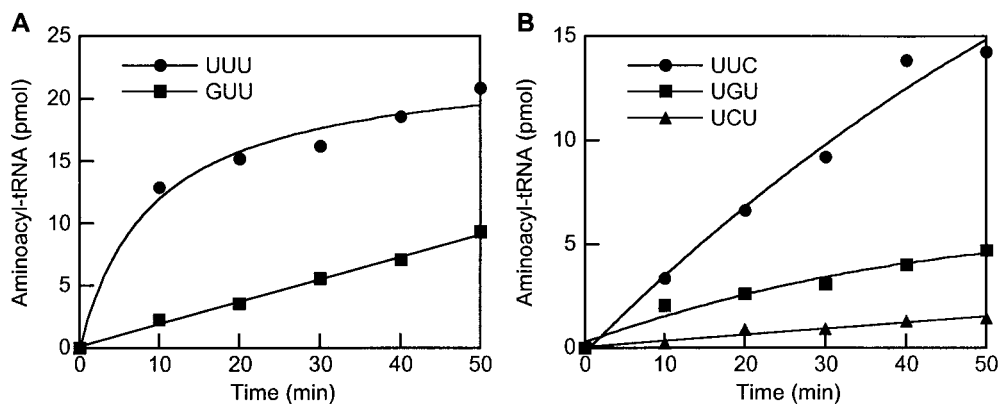 A
Aminoacyl-tRNA (pmol)
25
20
15
10
5
0
UUU
GUU
0 10 20 30 40 50
Time (min)
B
Aminoacyl-tRNA (pmol)
15
10
5
0
UUC
UGU
UCU
0 10 20 30 40 50
Time (min)